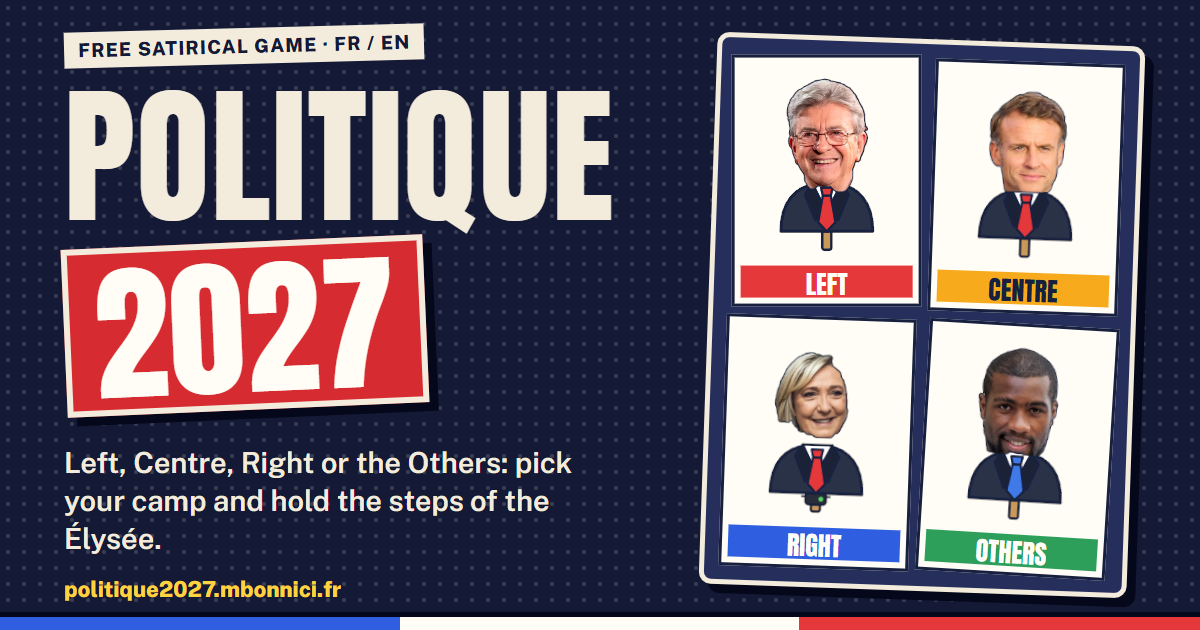 FREE SATIRICAL GAME · FR / EN
POLITIQUE
2027
Left, Centre, Right or the Others: pick
your camp and hold the steps of the
Élysée.
politique2027.mbonnici.fr
LEFT
CENTRE
RIGHT
OTHERS